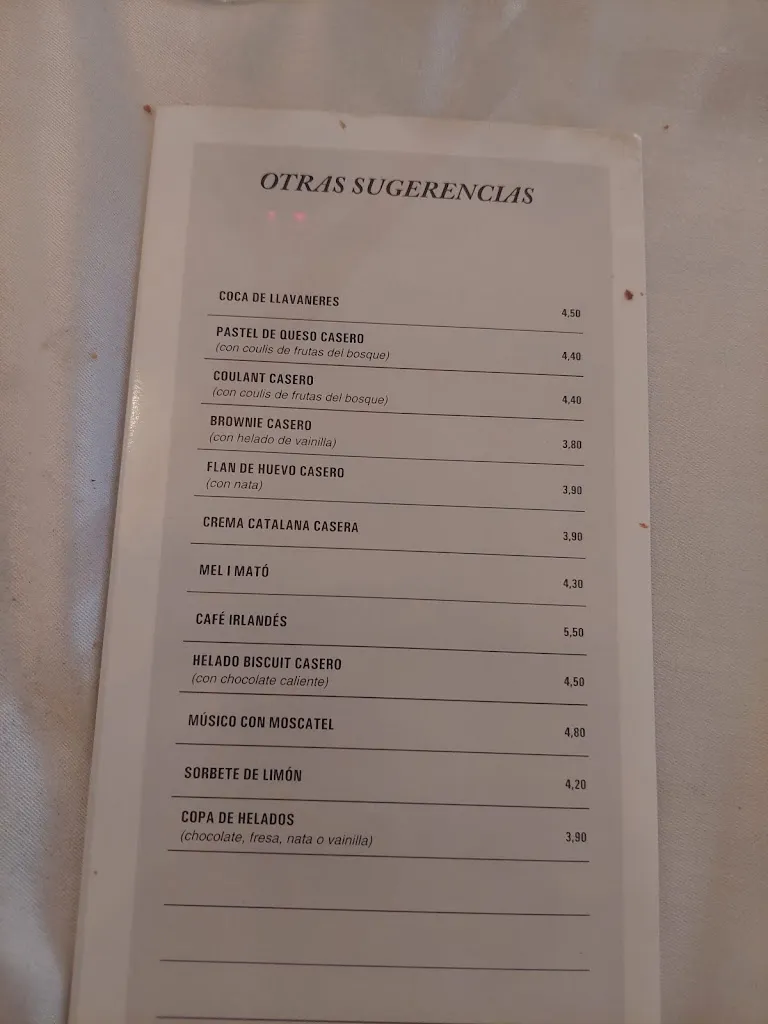 OTRAS SUGERENCIAS
COCA DE LLAVANERES 4,50
PASTEL DE QUESO CASERO
(con coulis de frutas del bosque) 4,40
COULANT CASERO
(con coulis de frutas del bosque) 4,40
BROWNIE CASERO
(con helado de vainilla) 3,80
FLAN DE HUEVO CASERO
(con nata) 3,90
CREMA CATALANA CASERA 3,90
MEL I MATÓ 4,30
CAFÉ IRLANDÉS 5,50
HELADO BISCUIT CASERO
(con chocolate caliente) 4,50
MÚSICO CON MOSCATEL 4,80
SORBETE DE LIMÓN 4,20
COPA DE HELADOS
(chocolate, fresa, nata o vainilla) 3,90